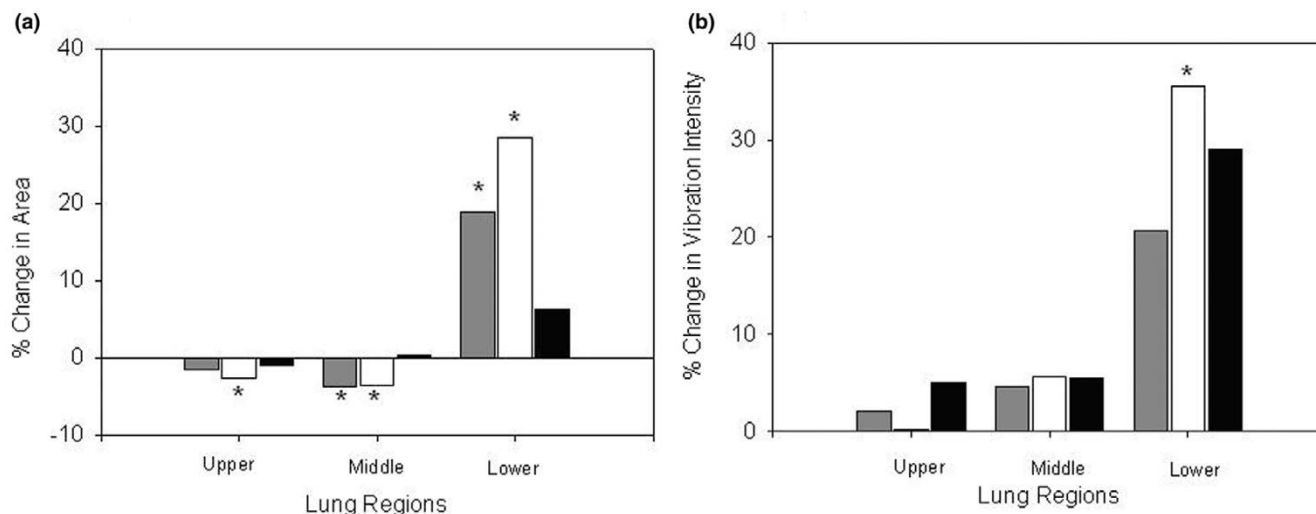 (a)
40
30
20
10
0
-10
% Change in Area
*
*
*
*
*
Upper
Middle
Lower
Lung Regions
(b)
40
30
20
10
0
% Change in Vibration Intensity
*
Upper
Middle
Lower
Lung Regions